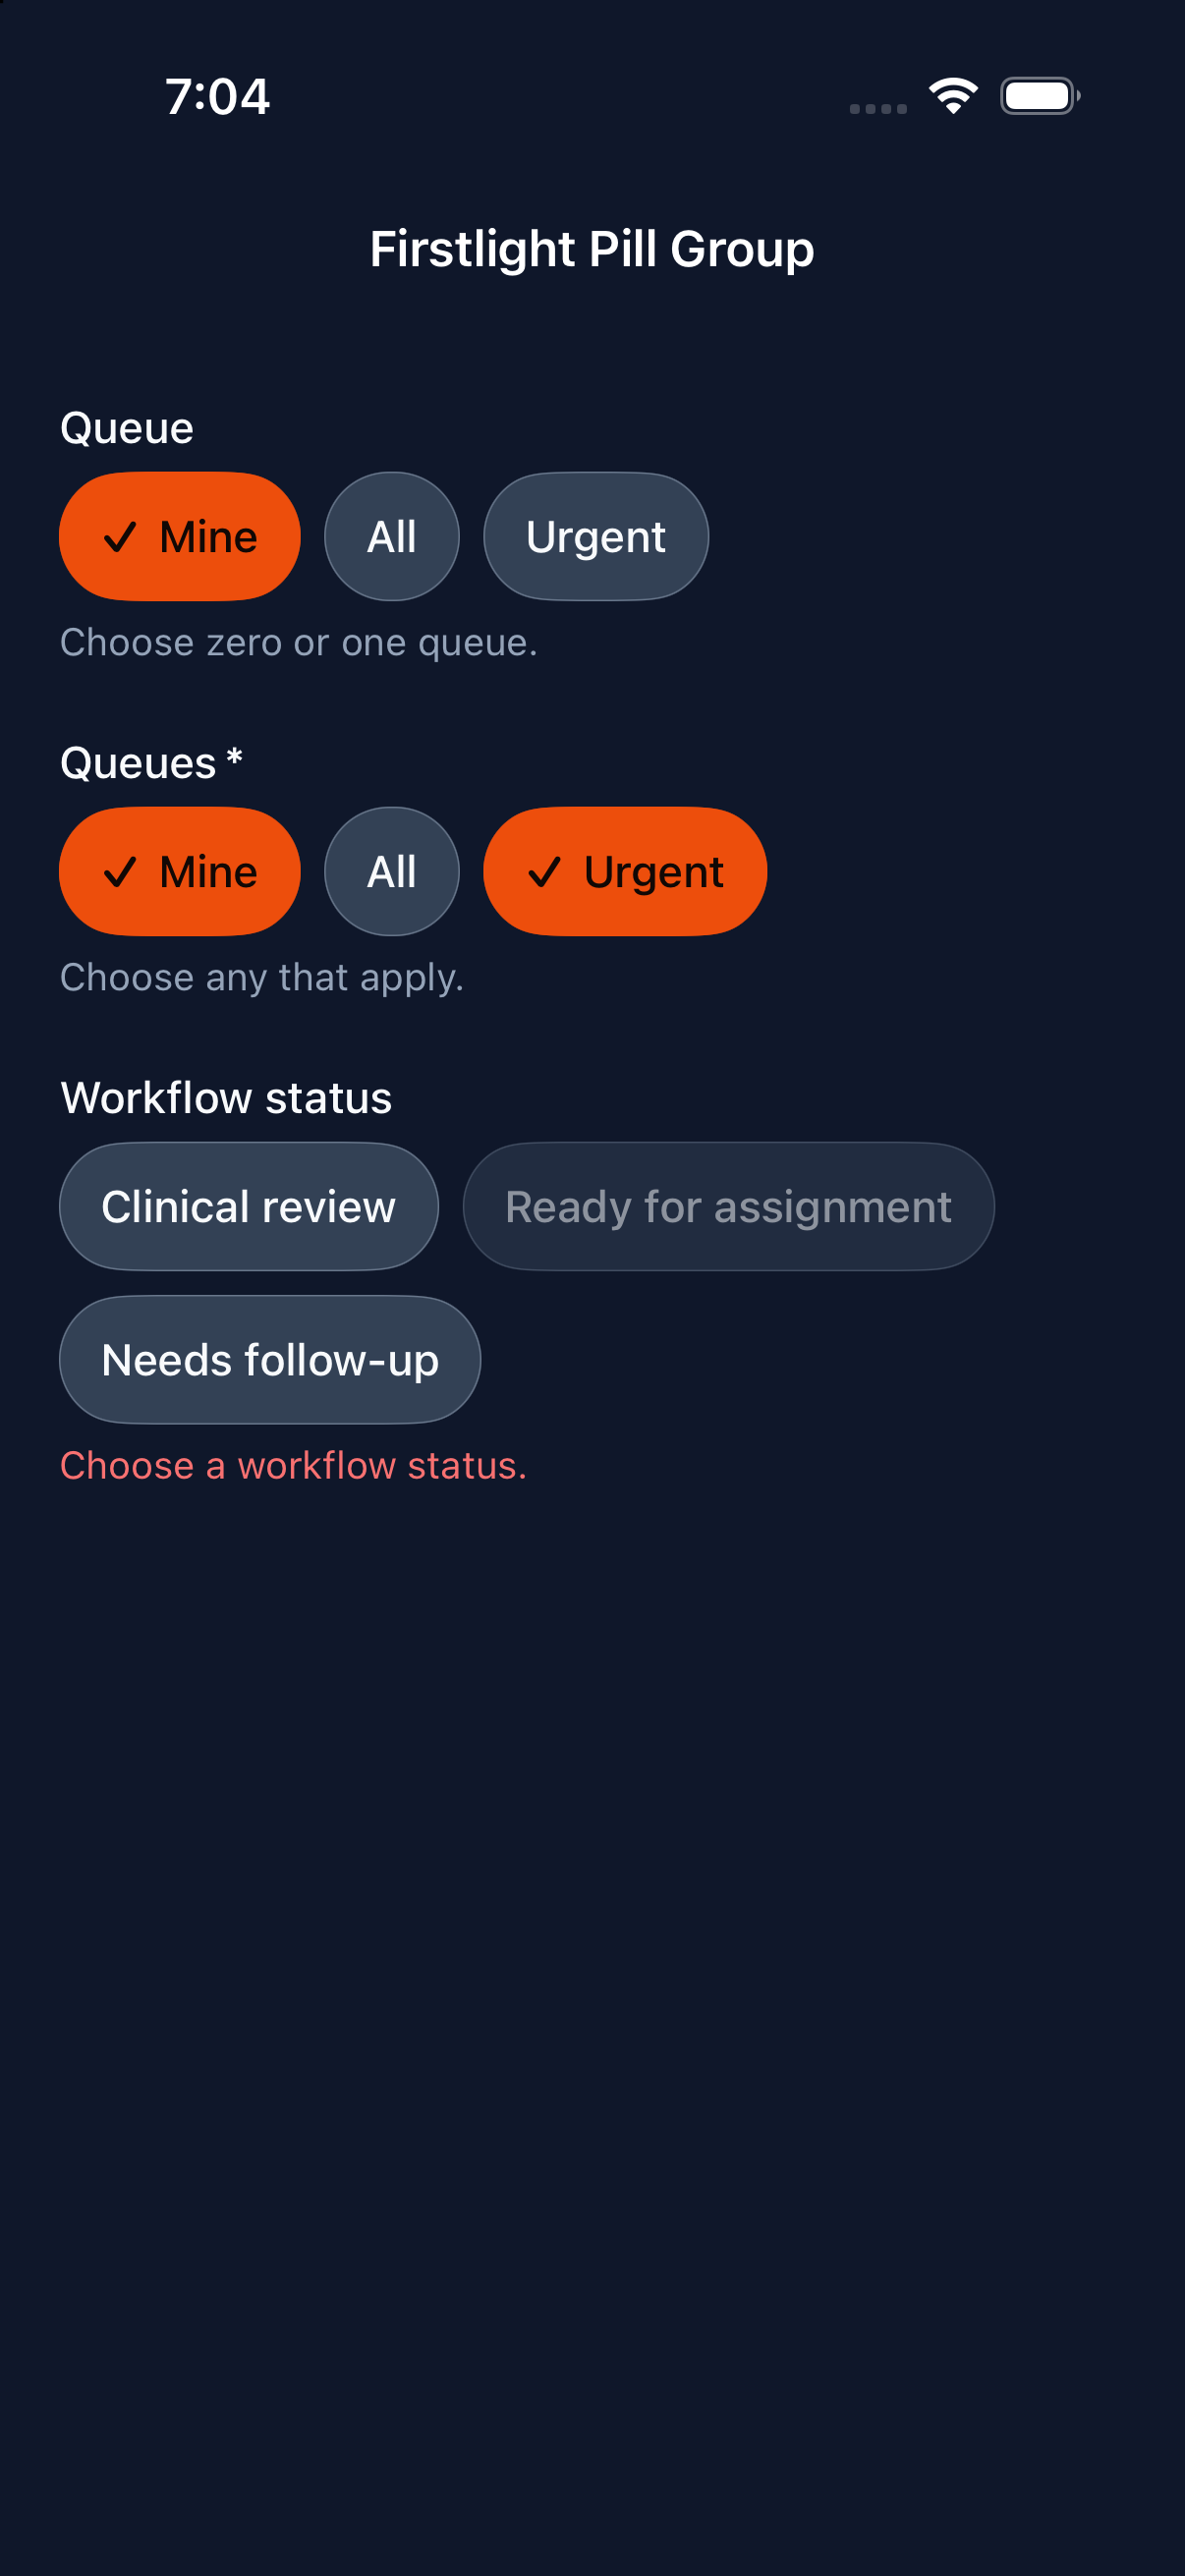 7:04
Firstlight Pill Group
Queue
✓ Mine All Urgent
Choose zero or one queue.
Queues *
✓ Mine All ✓ Urgent
Choose any that apply.
Workflow status
Clinical review Ready for assignment
Needs follow-up
Choose a workflow status.